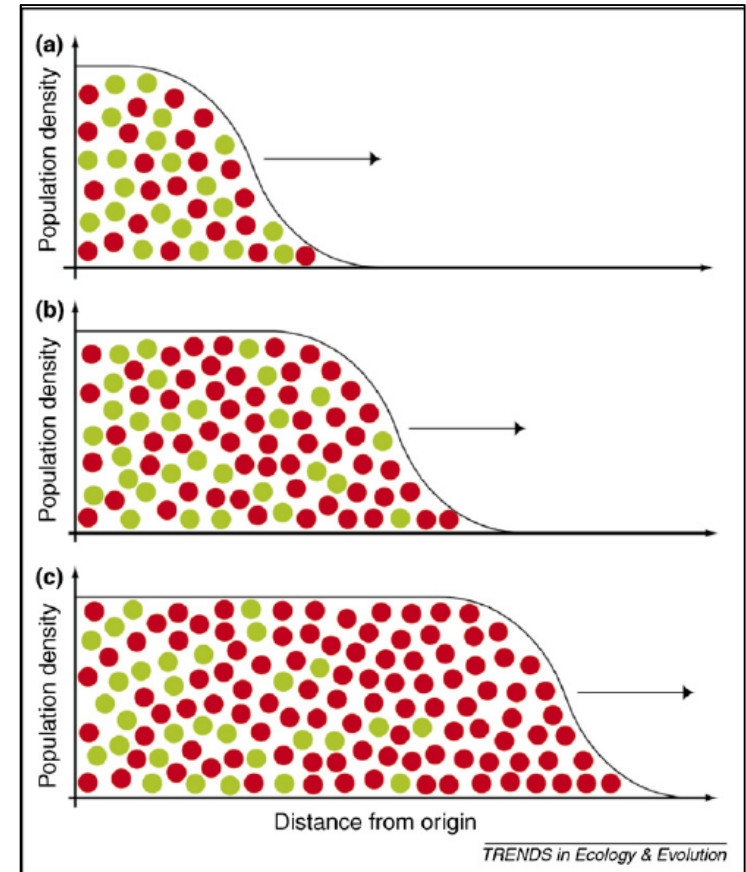 (a)
Population density
(b)
Population density
(c)
Population density
Distance from origin
TRENDS in Ecology & Evolution